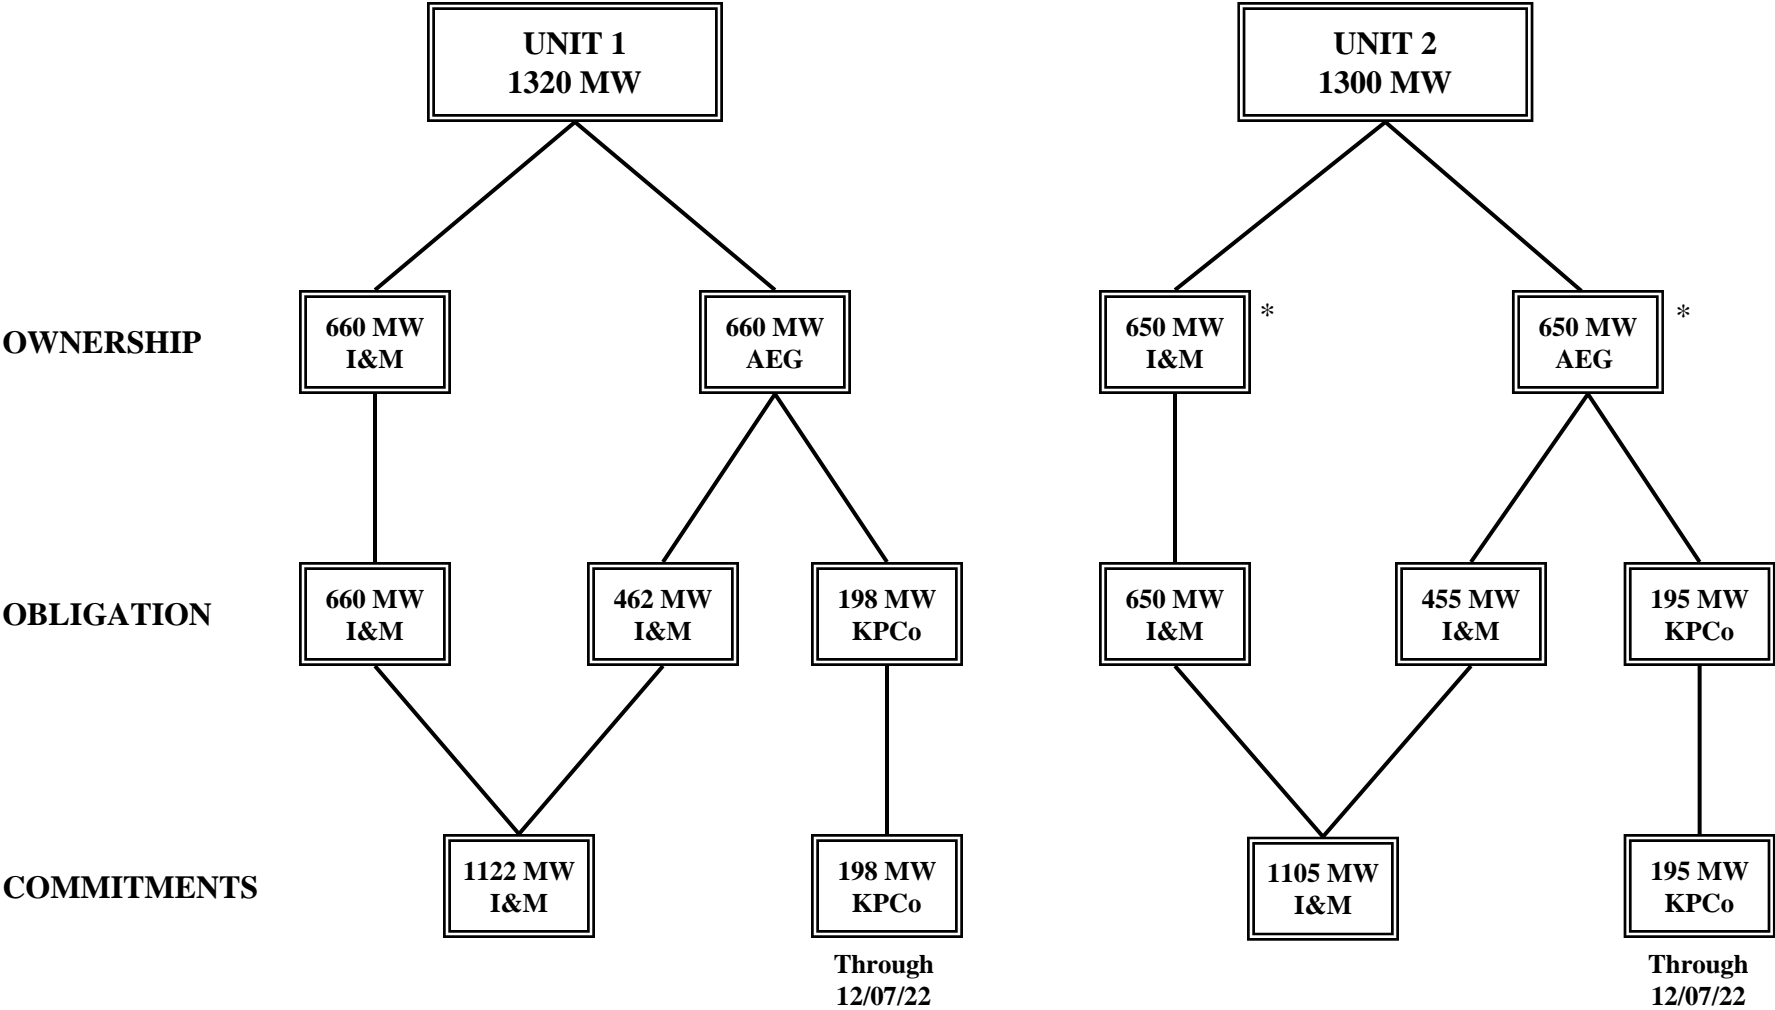 UNIT 1
1320 MW
UNIT 2
1300 MW
OWNERSHIP
660 MW
I&M
660 MW
AEG
650 MW
I&M
*
650 MW
AEG
*
OBLIGATION
660 MW
I&M
462 MW
I&M
198 MW
KPCo
650 MW
I&M
455 MW
I&M
195 MW
KPCo
COMMITMENTS
1122 MW
I&M
198 MW
KPCo
1105 MW
I&M
195 MW
KPCo
Through
12/07/22
Through
12/07/22